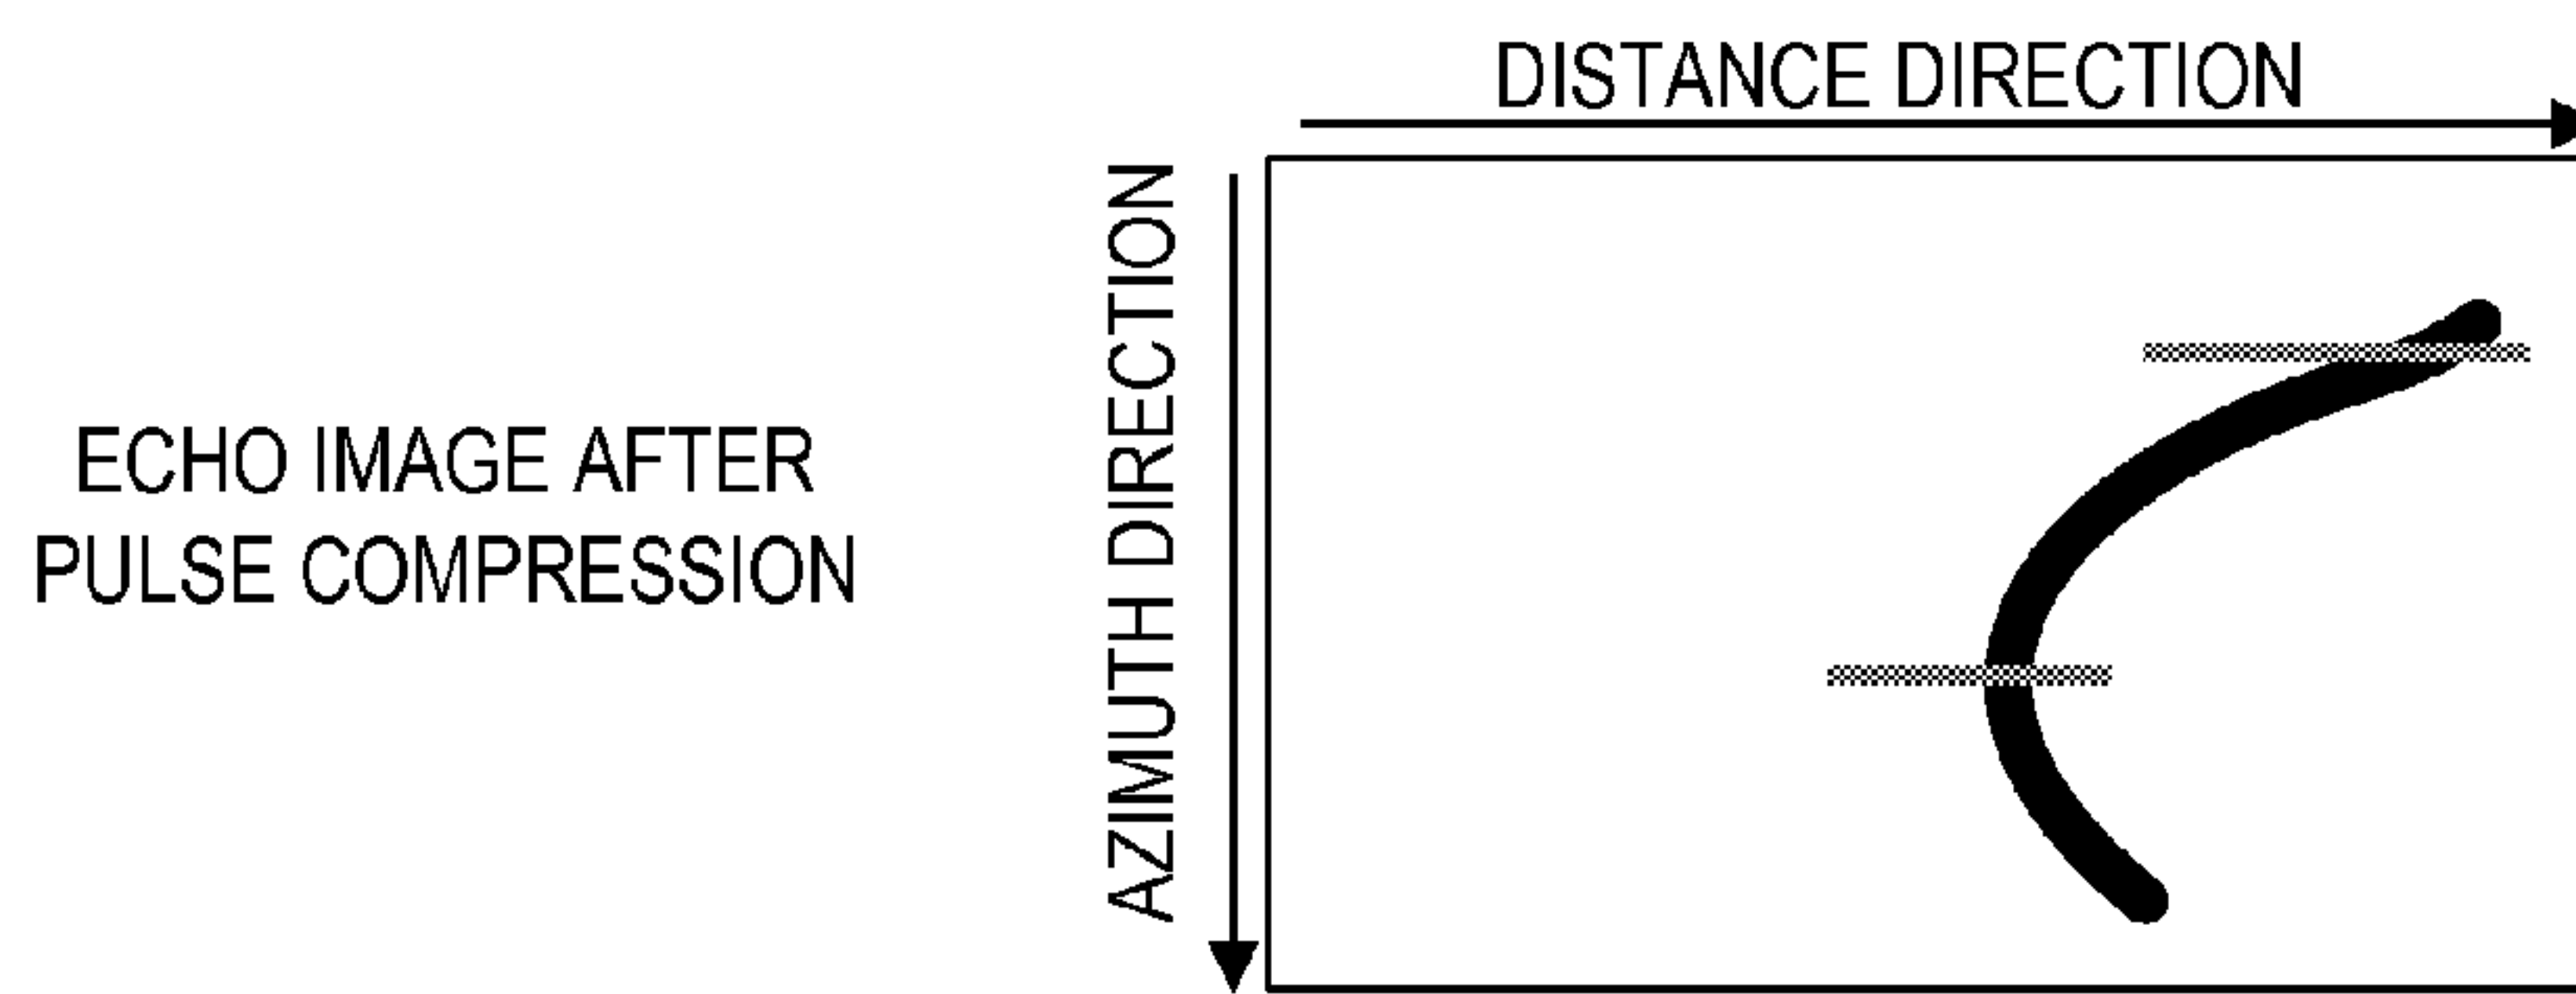 DISTANCE DIRECTION
AZIMUTH DIRECTION
ECHO IMAGE AFTER
PULSE COMPRESSION